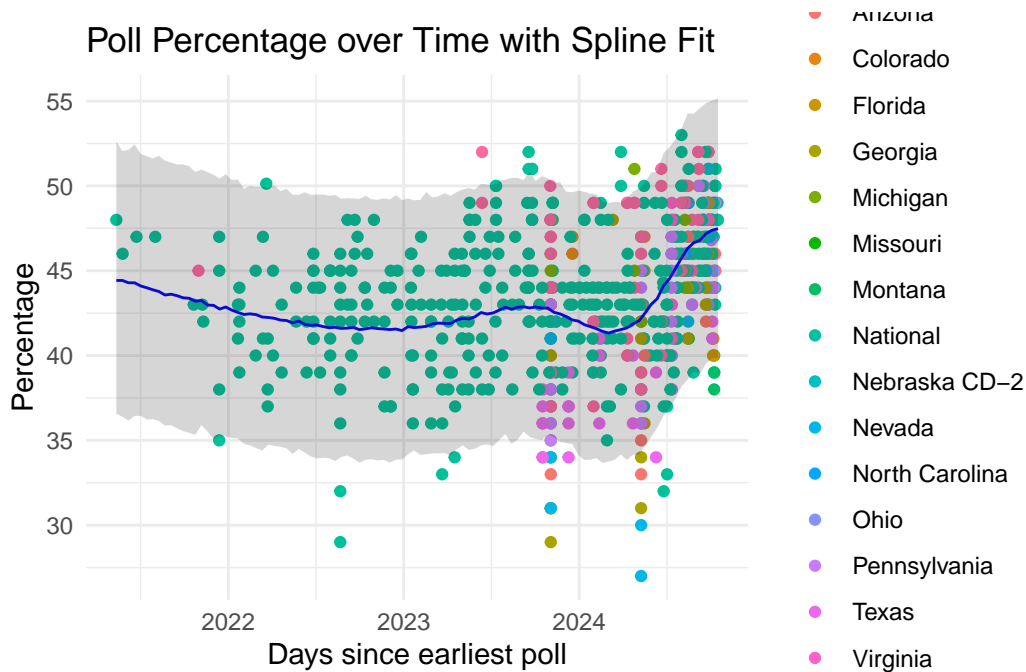 Poll Percentage over Time with Spline Fit
Percentage
55
50
45
40
35
30
2022
2023
2024
Days since earliest poll
Arizona
Colorado
Florida
Georgia
Michigan
Missouri
Montana
National
Nebraska CD−2
Nevada
North Carolina
Ohio
Pennsylvania
Texas
Virginia